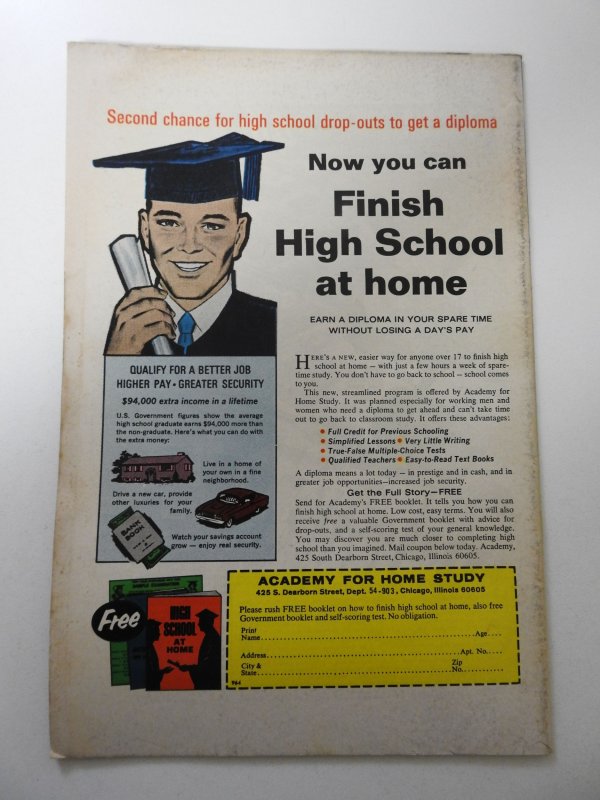 Second chance for high school drop-outs to get a diploma
Now you can
Finish
High School
at home
EARN A DIPLOMA IN YOUR SPARE TIME
WITHOUT LOSING A DAY'S PAY
QUALIFY FOR A BETTER JOB
HIGHER PAY • GREATER SECURITY
$94,000 extra income in a lifetime
U.S. Government figures show the average
high school graduate earns $94,000 more than
the non-graduate. Here's what you can do with
the extra money:
Live in a home of
your own in a fine
neighborhood.
Drive a new car, provide
other luxuries for your
family.
BANK
BOOK
Watch your savings account
grow — enjoy real security.
HERE'S A NEW, easier way for anyone over 17 to finish high
school at home — with just a few hours a week of spare-
time study. You don't have to go back to school — school comes
to you.
This new, streamlined program is offered by Academy for
Home Study. It was planned especially for working men and
women who need a diploma to get ahead and can't take time
out to go back to classroom study. It offers these advantages:
• Full Credit for Previous Schooling
• Simplified Lessons • Very Little Writing
• True-False Multiple-Choice Tests
• Qualified Teachers • Easy-to-Read Text Books
A diploma means a lot today — in prestige and in cash, and in
greater job opportunities—increased job security.
Get the Full Story—FREE
Send for Academy's FREE booklet. It tells you how you can
finish high school at home. Low cost, easy terms. You will also
receive free a valuable Government booklet with advice for
drop-outs, and a self-scoring test of your general knowledge.
You may discover you are much closer to completing high
school than you imagined. Mail coupon below today. Academy,
425 South Dearborn Street, Chicago, Illinois 60605.
Free
HIGH
SCHOOL
AT
HOME
ACADEMY FOR HOME STUDY
425 S. Dearborn Street, Dept. 54-903, Chicago, Illinois 60605
Please rush FREE booklet on how to finish high school at home, also free
Government booklet and self-scoring test. No obligation.
Print
Name Age
Address Apt. No.
City & Zip
State No.
964